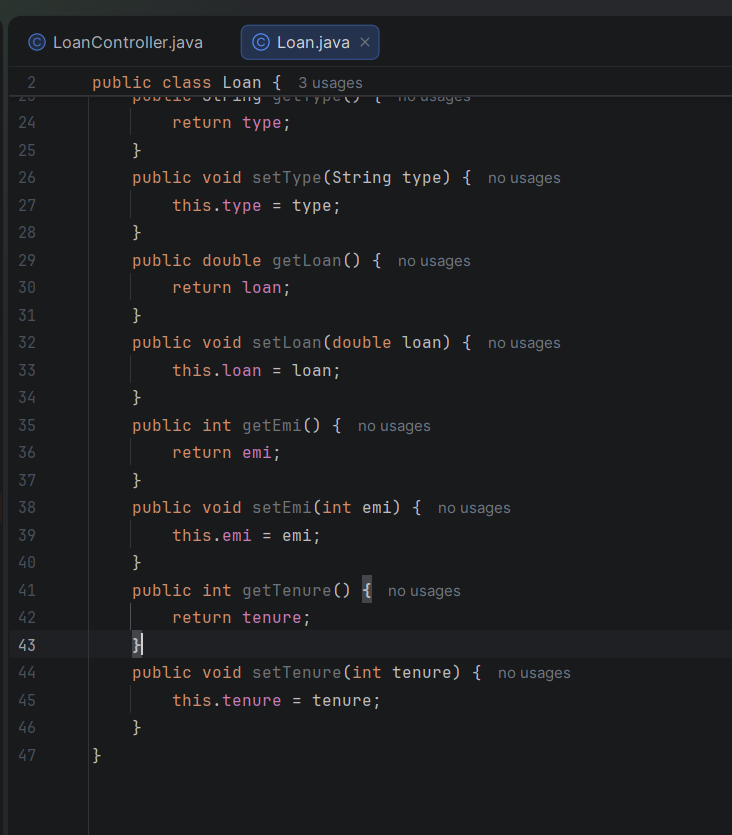 LoanController.java
Loan.java
2 public class Loan { 3 usages
23 public String getType() { no usages
24 return type;
25 }
26 public void setType(String type) { no usages
27 this.type = type;
28 }
29 public double getLoan() { no usages
30 return loan;
31 }
32 public void setLoan(double loan) { no usages
33 this.loan = loan;
34 }
35 public int getEmi() { no usages
36 return emi;
37 }
38 public void setEmi(int emi) { no usages
39 this.emi = emi;
40 }
41 public int getTenure() { no usages
42 return tenure;
43 }
44 public void setTenure(int tenure) { no usages
45 this.tenure = tenure;
46 }
47 }